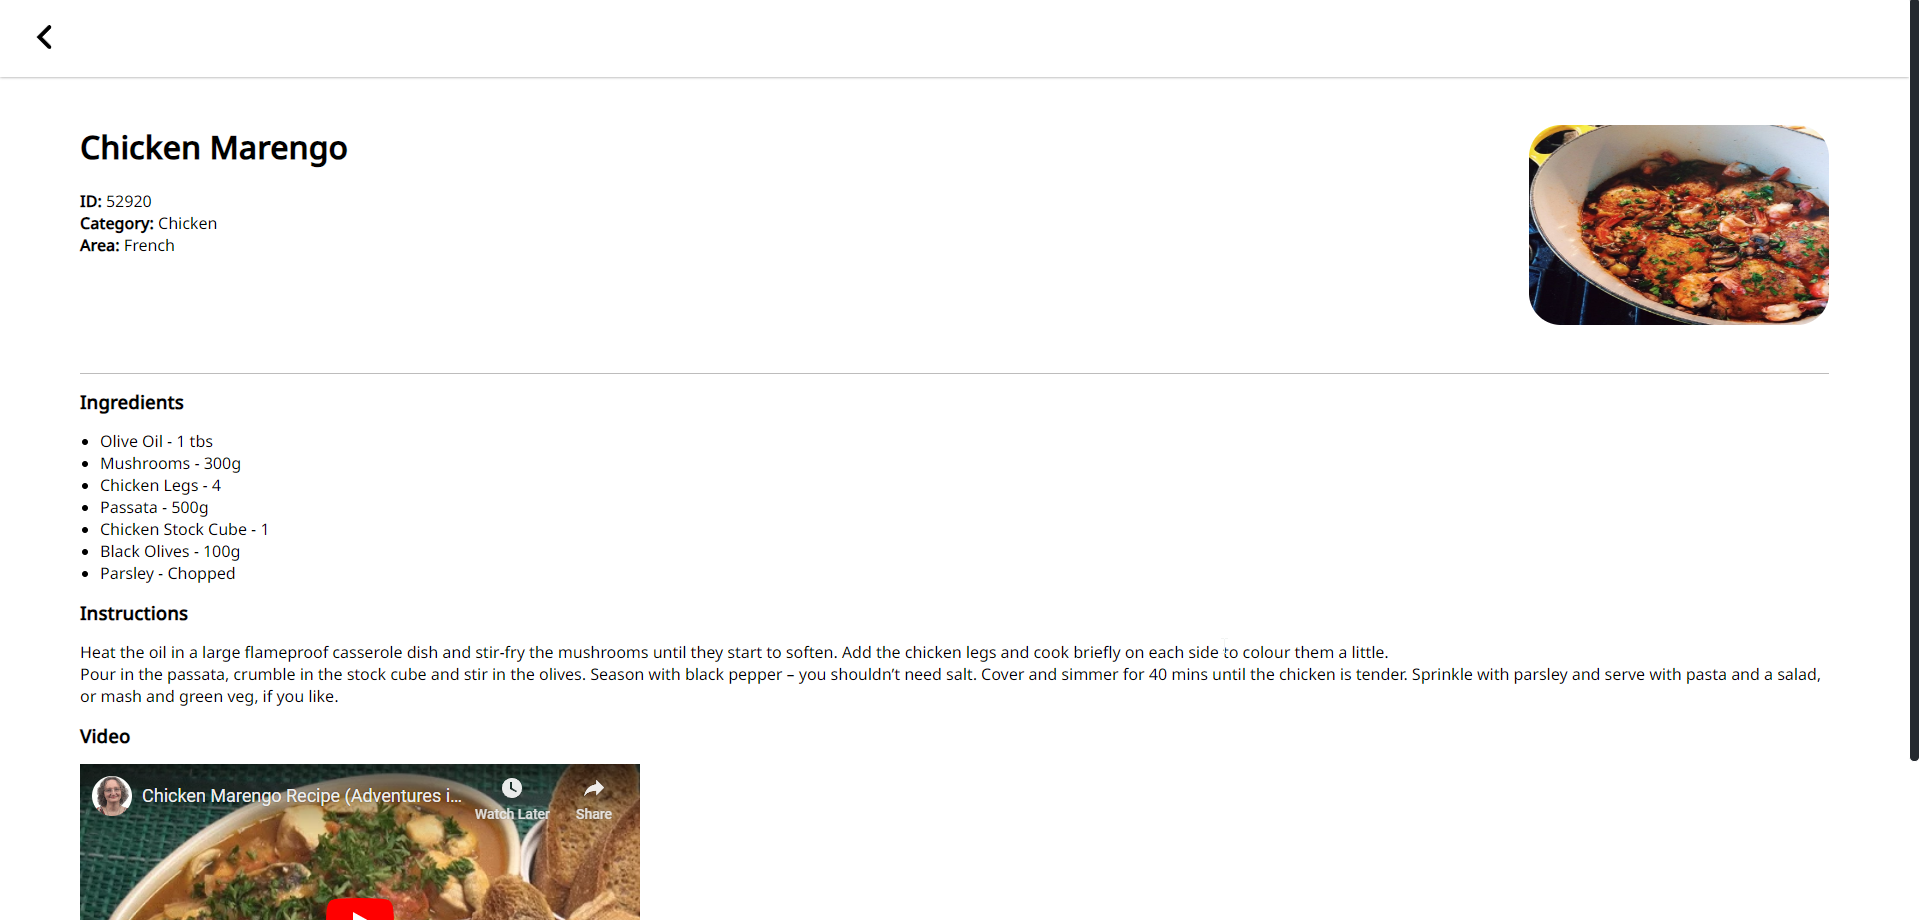 Chicken Marengo
ID: 52920
Category: Chicken
Area: French
Ingredients
Olive Oil - 1 tbs
Mushrooms - 300g
Chicken Legs - 4
Passata - 500g
Chicken Stock Cube - 1
Black Olives - 100g
Parsley - Chopped
Instructions
Heat the oil in a large flameproof casserole dish and stir-fry the mushrooms until they start to soften. Add the chicken legs and cook briefly on each side to colour them a little.
Pour in the passata, crumble in the stock cube and stir in the olives. Season with black pepper – you shouldn’t need salt. Cover and simmer for 40 mins until the chicken is tender. Sprinkle with parsley and serve with pasta and a salad,
or mash and green veg, if you like.
Video
Chicken Marengo Recipe (Adventures i...
Watch Later
Share